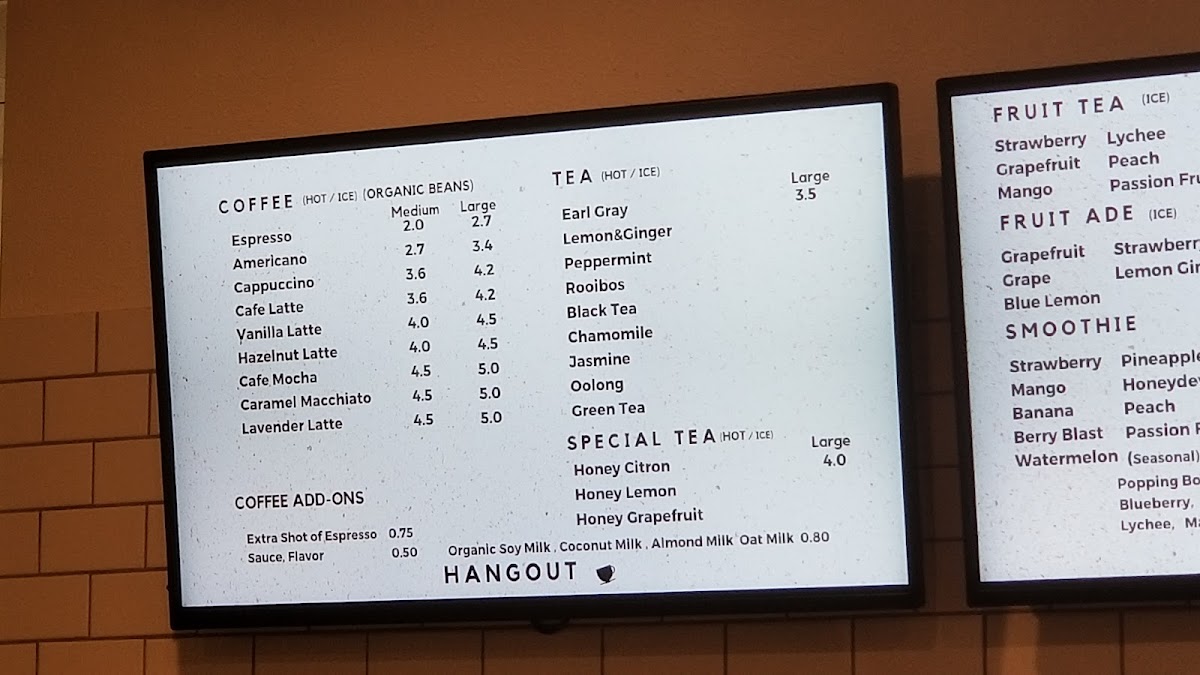 COFFEE (HOT / ICE) (ORGANIC BEANS)
Medium Large
Espresso 2.0 2.7
Americano 2.7 3.4
Cappuccino 3.6 4.2
Cafe Latte 3.6 4.2
Vanilla Latte 4.0 4.5
Hazelnut Latte 4.0 4.5
Cafe Mocha 4.5 5.0
Caramel Macchiato 4.5 5.0
Lavender Latte 4.5 5.0
COFFEE ADD-ONS
Extra Shot of Espresso 0.75
Sauce, Flavor 0.50
TEA (HOT / ICE)
Large
3.5
Earl Gray
Lemon&Ginger
Peppermint
Rooibos
Black Tea
Chamomile
Jasmine
Oolong
Green Tea
SPECIAL TEA (HOT / ICE) Large
Honey Citron 4.0
Honey Lemon
Honey Grapefruit
Organic Soy Milk , Coconut Milk , Almond Milk Oat Milk 0.80
HANGOUT
FRUIT TEA (ICE)
Strawberry Lychee
Grapefruit Peach
Mango Passion
FRUIT ADE (ICE)
Grapefruit
Grape Lemon
Blue Lemon
SMOOTHIE
Strawberry
Mango
Banana Peach
Berry Blast Passion
Watermelon (Seasonal)
Popping
Blueberry,
Lychee,